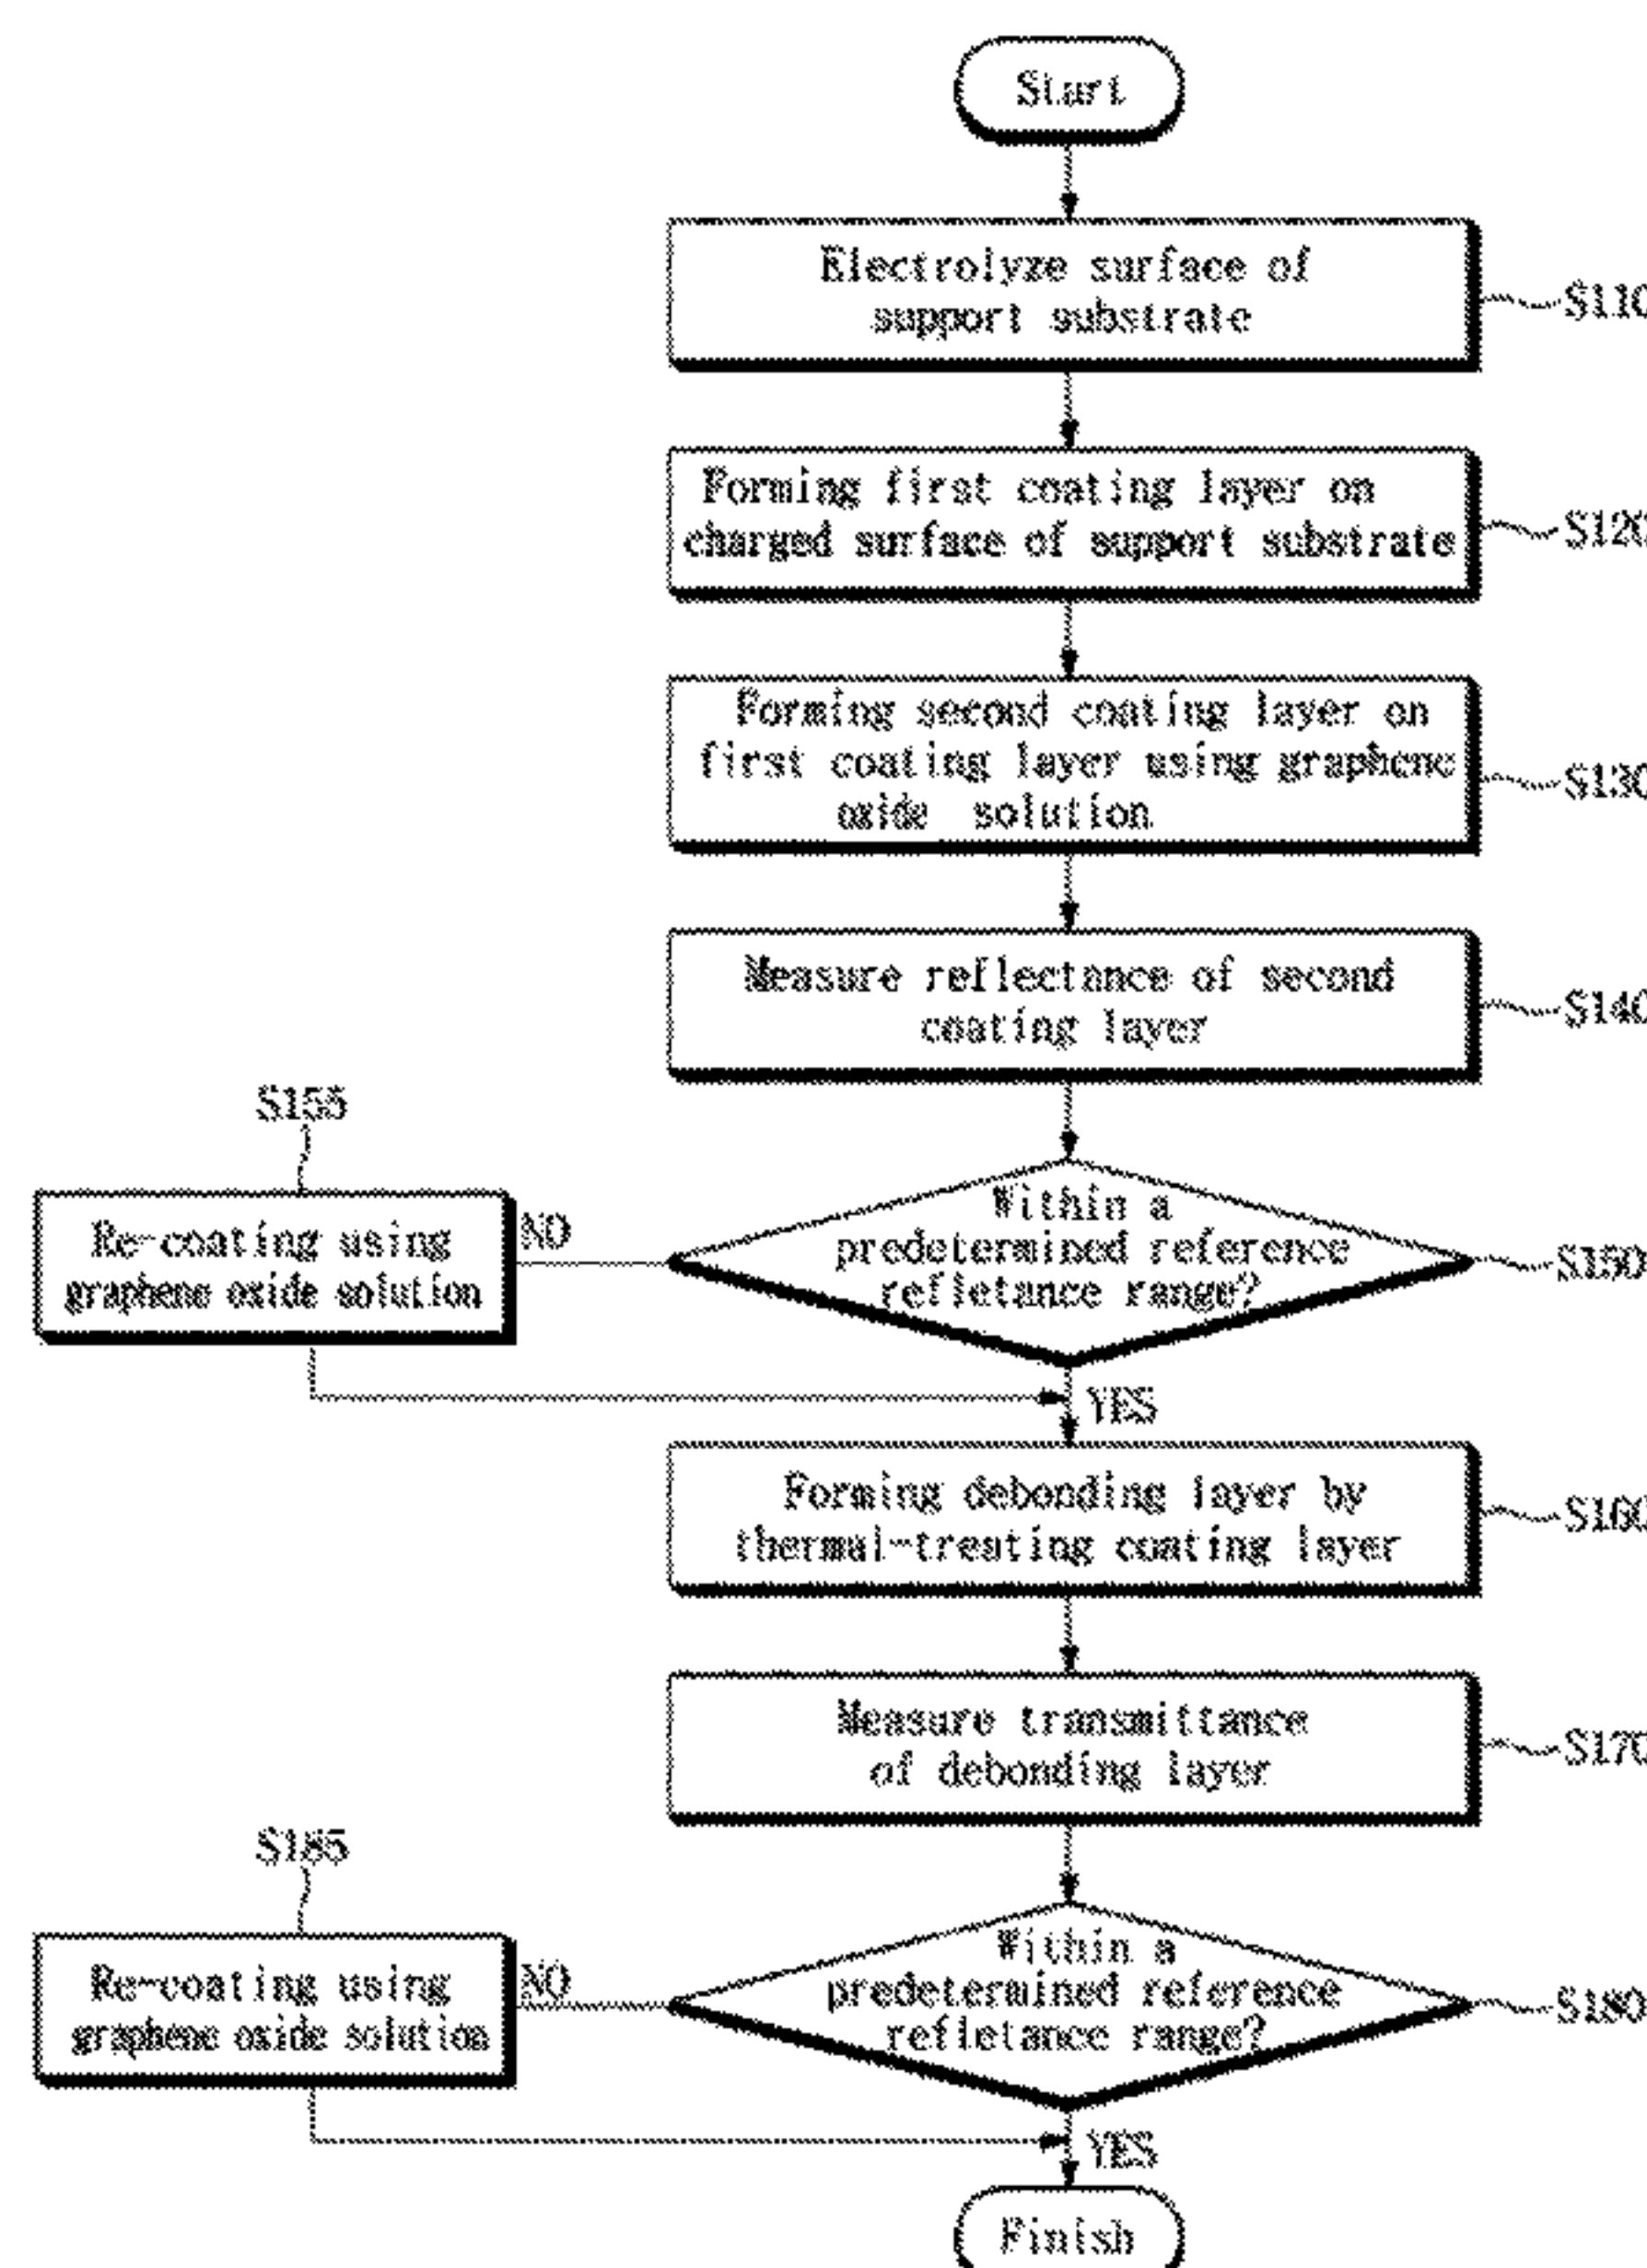 Start
Electrolyze surface of
support substrate
S110
Forming first coating layer on
charged surface of support substrate
S120
Forming second coating layer on
first coating layer using graphene
oxide solution
S130
Measure reflectance of second
coating layer
S140
S155
Re-coating using
graphene oxide solution
NO
Within a
predetermined reference
refletance range?
S150
YES
Forming debonding layer by
thermal-treating coating layer
S160
Measure transmittance
of debonding layer
S170
S185
Re-coating using
graphene oxide solution
NO
Within a
predetermined reference
refletance range?
S180
YES
Finish